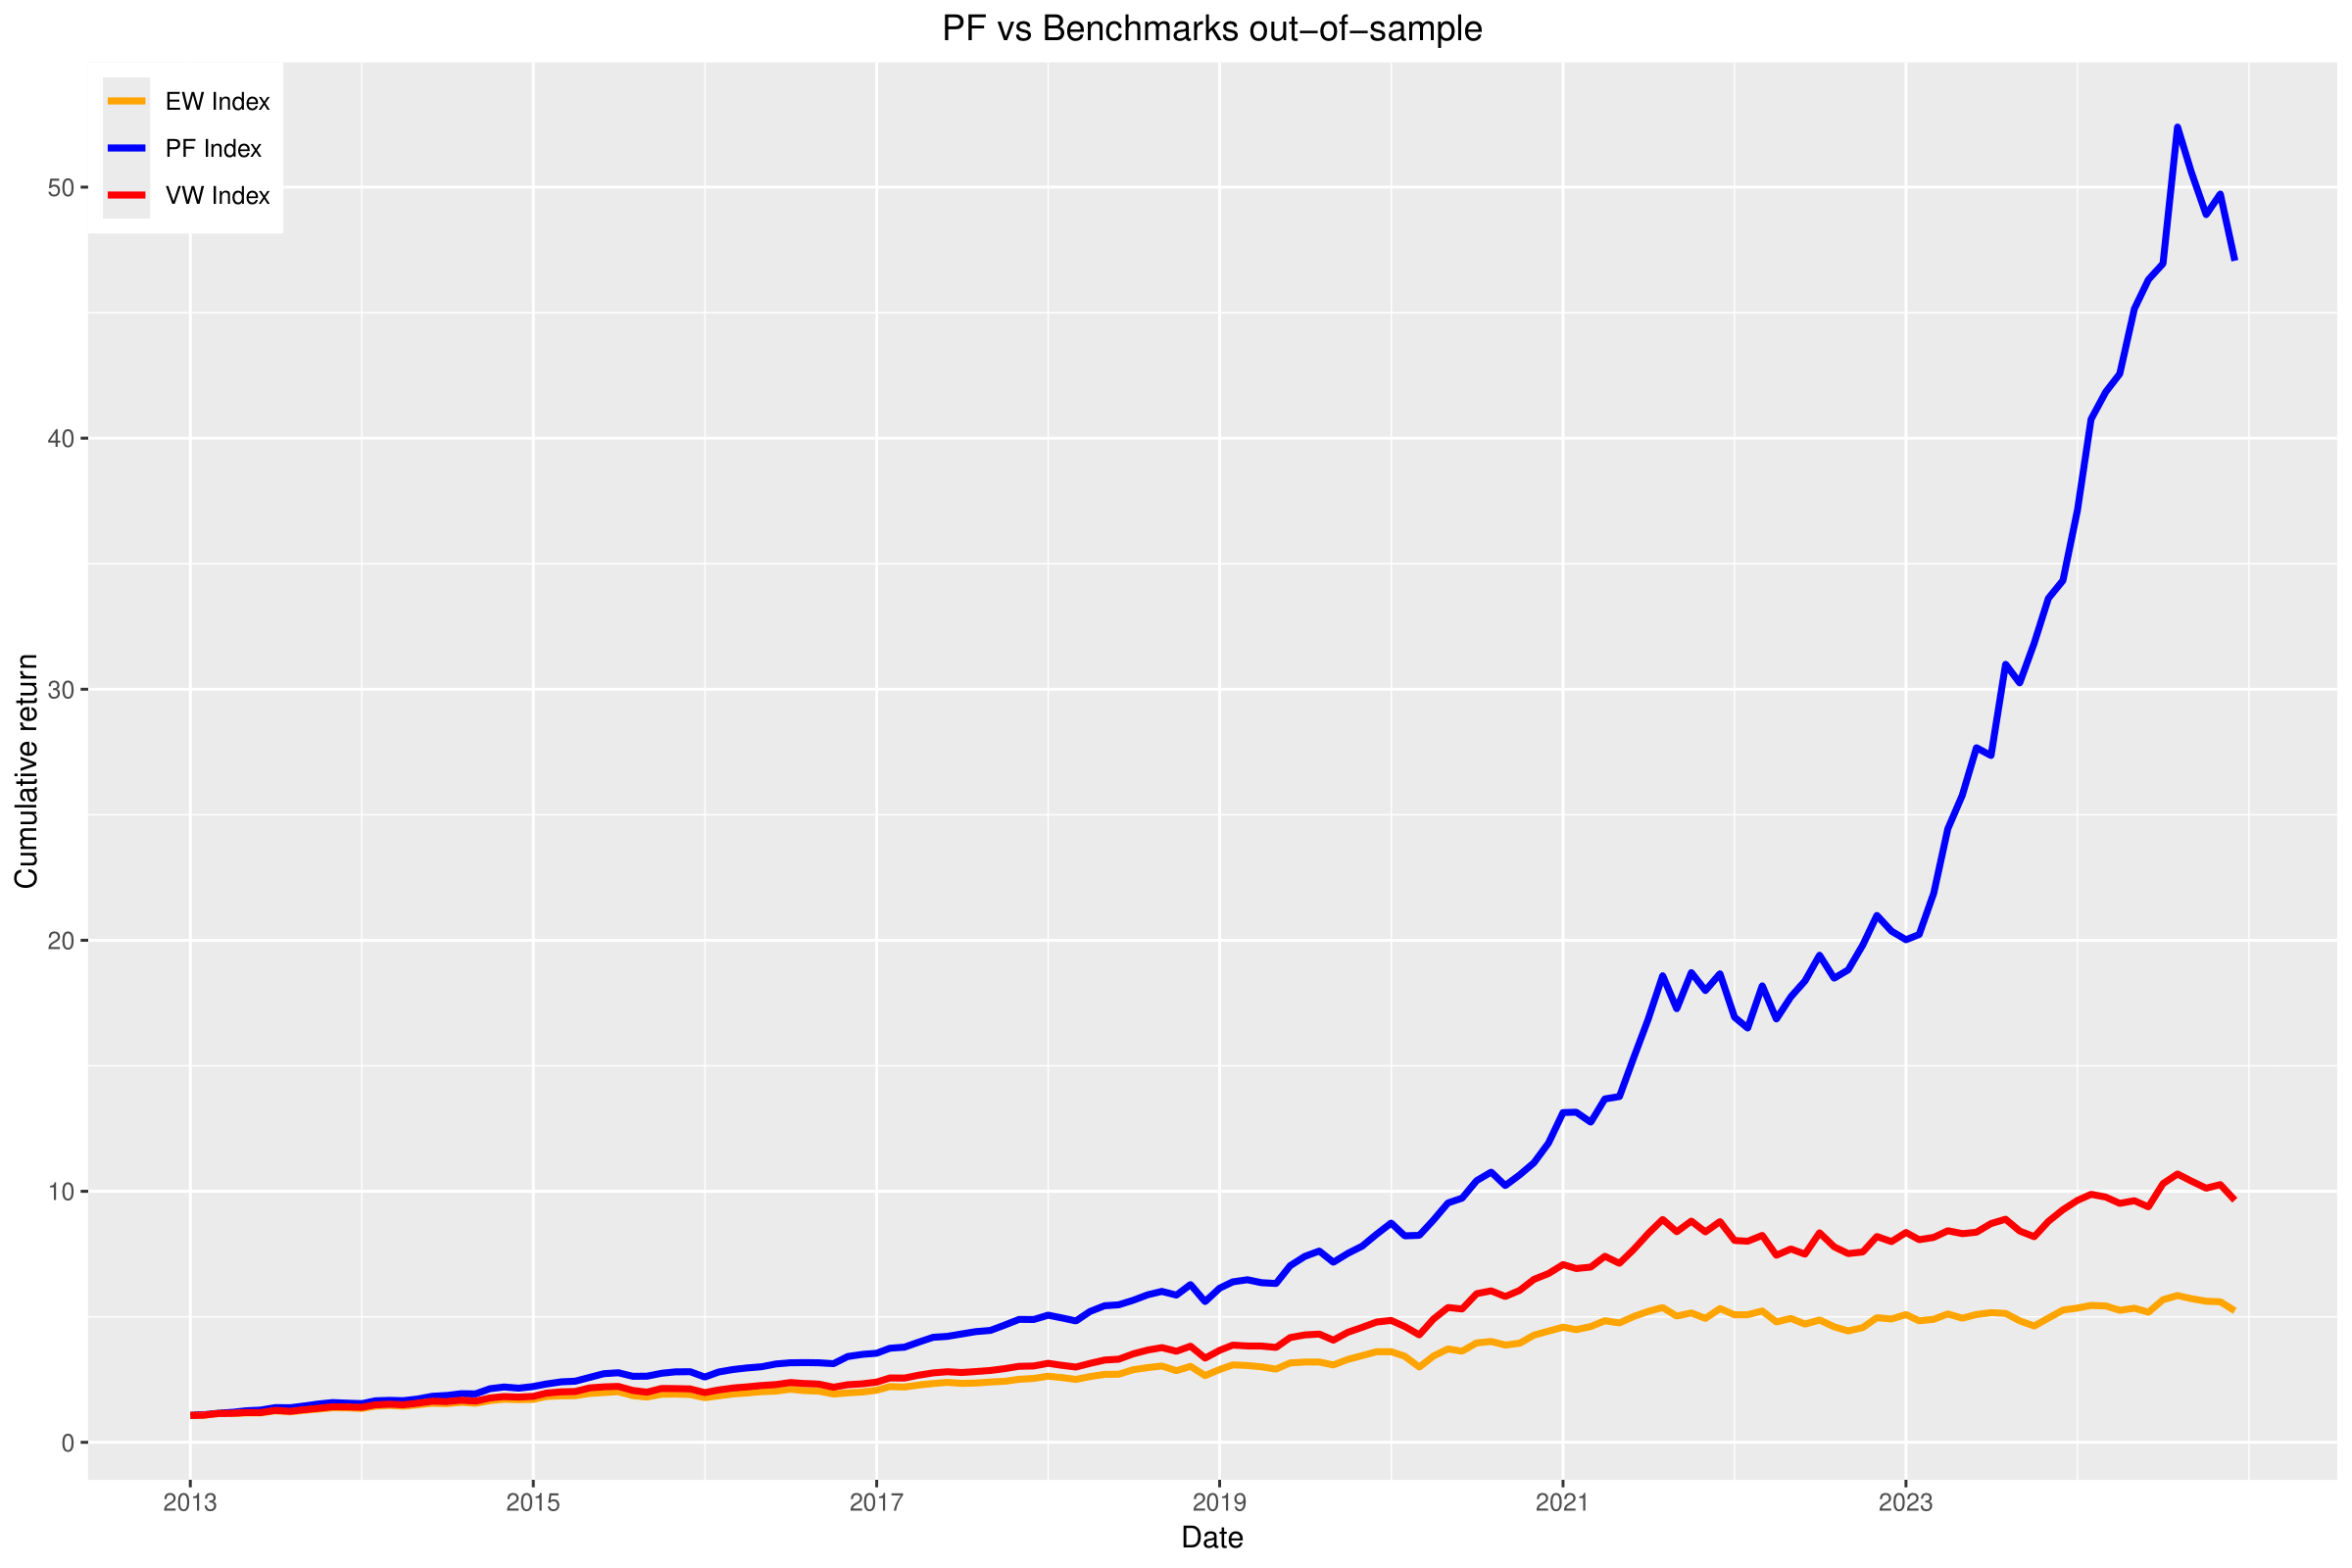 PF vs Benchmarks out−of−sample
EW Index
PF Index
VW Index
Cumulative return
50
40
30
20
10
0
2013 2015 2017 2019 2021 2023
Date